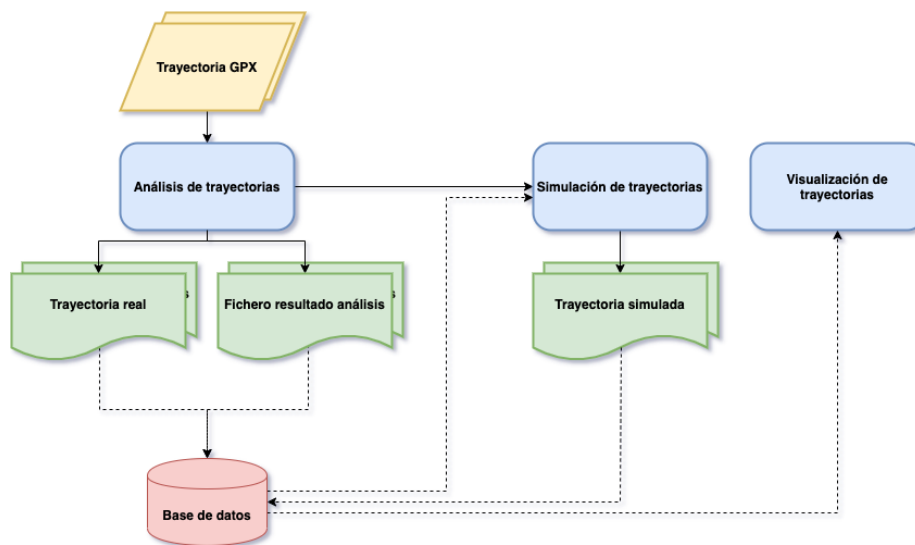 Trayectoria GPX
Análisis de trayectorias
Simulación de trayectorias
Visualización de
trayectorias
Trayectoria real
Fichero resultado análisis
Trayectoria simulada
Base de datos